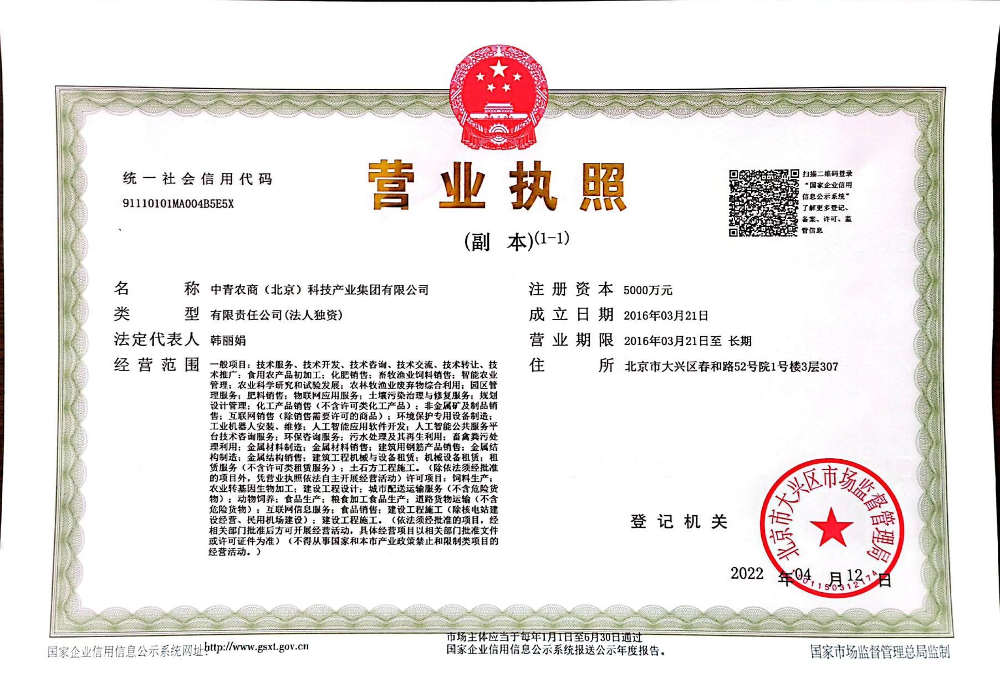 统一社会信用代码
91110101MA004B5E5X
营业执照
(副 本)(1-1)
扫描二维码登录
“国家企业信用
信息公示系统”
了解更多登记、
备案、许可、监
管信息
名 称 中青农商（北京）科技产业集团有限公司
类 型 有限责任公司(法人独资)
法定代表人 韩丽娟
经营范围 一般项目：技术服务、技术开发、技术咨询、技术交流、技术转让、技
术推广；食用农产品初加工；化肥销售；畜牧渔业饲料销售；智能农业
管理；农业科学研究和试验发展；农林牧渔业废弃物综合利用；园区管
理服务；肥料销售；物联网应用服务；土壤污染治理与修复服务；规划
设计管理；化工产品销售（不含许可类化工产品）；非金属矿及制品销
售；互联网销售（除销售需要许可的商品）；环境保护专用设备制造；
工业机器人安装、维修；人工智能应用软件开发；人工智能公共服务平
台技术咨询服务；环保咨询服务；污水处理及其再生利用；畜禽粪污处
理利用；金属材料制造；金属材料销售；建筑用钢筋产品销售；金属结
构制造；金属结构销售；建筑工程机械与设备租赁；机械设备租赁；租
赁服务（不含许可类租赁服务）；土石方工程施工。（除依法须经批准
的项目外，凭营业执照依法自主开展经营活动）许可项目：饲料生产；
农业转基因生物加工；建设工程设计；城市配送运输服务（不含危险货
物）；动物饲养；食品生产；粮食加工食品生产；道路货物运输（不含
危险货物）；互联网信息服务；食品销售；建设工程施工（除核电站建
设经营、民用机场建设）；建设工程施工。（依法须经批准的项目，经
相关部门批准后方可开展经营活动，具体经营项目以相关部门批准文件
或许可证件为准）（不得从事国家和本市产业政策禁止和限制类项目的
经营活动。）
注册资本 5000万元
成立日期 2016年03月21日
营业期限 2016年03月21日至 长期
住 所 北京市大兴区春和路52号院1号楼3层307
登记机关
北京市大兴区市场监督管理局
1101150312174
2022 年04 月12 日
国家企业信用信息公示系统网址:http://www.gsxt.gov.cn
市场主体应当于每年1月1日至6月30日通过
国家企业信用信息公示系统报送公示年度报告。
国家市场监督管理总局监制